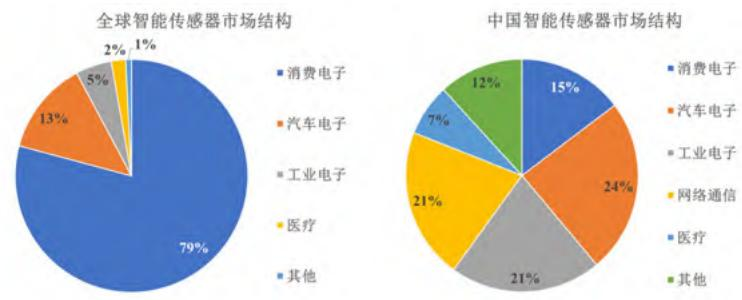 全球智能传感器市场结构
1%
2%
5%
13%
79%
消费电子
汽车电子
工业电子
医疗
其他
中国智能传感器市场结构
12%
15%
7%
24%
21%
21%
消费电子
汽车电子
工业电子
网络通信
医疗
其他